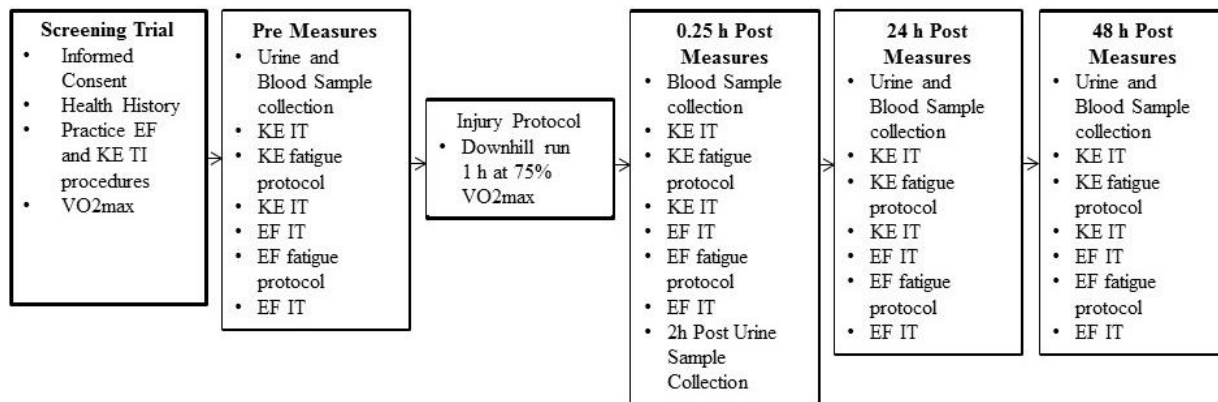 Screening Trial
• Informed
Consent
• Health History
• Practice EF
and KE TI
procedures
• VO2max
Pre Measures
• Urine and
Blood Sample
collection
• KE IT
• KE fatigue
protocol
• KE IT
• EF IT
• EF fatigue
protocol
• EF IT
Injury Protocol
• Downhill run
1 h at 75%
VO2max
0.25 h Post
Measures
• Blood Sample
collection
• KE IT
• KE fatigue
protocol
• KE IT
• EF IT
• EF fatigue
protocol
• EF IT
• 2h Post Urine
Sample
Collection
24 h Post
Measures
• Urine and
Blood Sample
collection
• KE IT
• KE fatigue
protocol
• KE IT
• EF IT
• EF fatigue
protocol
• EF IT
48 h Post
Measures
• Urine and
Blood Sample
collection
• KE IT
• KE fatigue
protocol
• KE IT
• EF IT
• EF fatigue
protocol
• EF IT